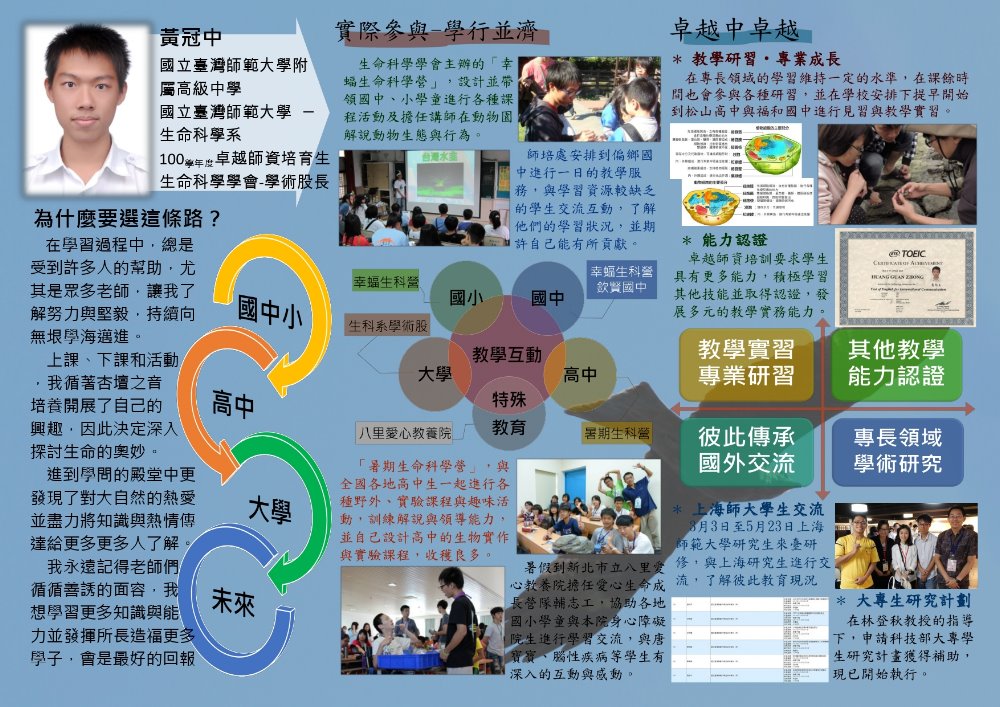 黃冠中
國立臺灣師範大學附
屬高級中學
國立臺灣師範大學 –
生命科學系
100學年度卓越師資培育生
生命科學學會-學術股長
為什麼要選這條路？
在學習過程中，總是
受到許多人的幫助，尤
其是眾多老師，讓我了
解努力與堅毅，持續向
無垠學海邁進。
上課、下課和活動
，我循著杏壇之音
培養開展了自己的
興趣，因此決定深入
探討生命的奧妙。
進到學問的殿堂中更
發現了對大自然的熱愛
並盡力將知識與熱情傳
達給更多更多人了解。
我永遠記得老師們
循循善誘的面容，我
想學習更多知識與能
力並發揮所長造福更多
學子，會是最好的回報
國中小
高中
大學
未來
實際參與-學行並濟
生命科學學會主辦的「幸
蝠生命科學營」，設計並帶
領國中、小學童進行各種課
程活動及擔任講師在動物園
解說動物生態與行為。
台灣水韭
師培處安排到偏鄉國
中進行一日的教學服
務，與學習資源較缺乏
的學生交流互動，了解
他們的學習狀況，並期
許自己能有所貢獻。
幸蝠生科營
生科系學術股
八里愛心教養院
幸蝠生科營
欽賢國中
暑期生科營
國小
國中
大學
教學互動
高中
特殊
教育
「暑期生命科學營」，與
全國各地高中生一起進行各
種野外、實驗課程與趣味活
動，訓練解說與領導能力，
並自己設計高中的生物實作
與實驗課程，收穫良多。
暑假到新北市立八里愛
心教養院擔任愛心生命成
長營隊輔志工，協助各地
國小學童與本院身心障礙
院生進行學習交流，與唐
寶寶、腦性疾病等學生有
深入的互動與感動。
卓越中卓越
＊ 教學研習・專業成長
在專長領域的學習維持一定的水準，在課餘時
間也會參與各種研習，並在學校安排下提早開始
到松山高中與福和國中進行見習與教學實習。
＊ 能力認證
卓越師資培訓要求學生
具有更多能力，積極學習
其他技能並取得認證，發
展多元的教學實務能力。
TOEIC
CERTIFICATE OF ACHIEVEMENT
HUANG GUAN ZHONG
Test of English for International Communication
教學實習
專業研習
其他教學
能力認證
彼此傳承
國外交流
專長領域
學術研究
＊ 上海師大學生交流
3月3日至5月23日上海
師範大學研究生來臺研
修，與上海研究生進行交
流，了解彼此教育現況
＊ 大專生研究計劃
在林登秋教授的指導
下，申請科技部大專學
生研究計畫獲得補助，
現已開始執行。